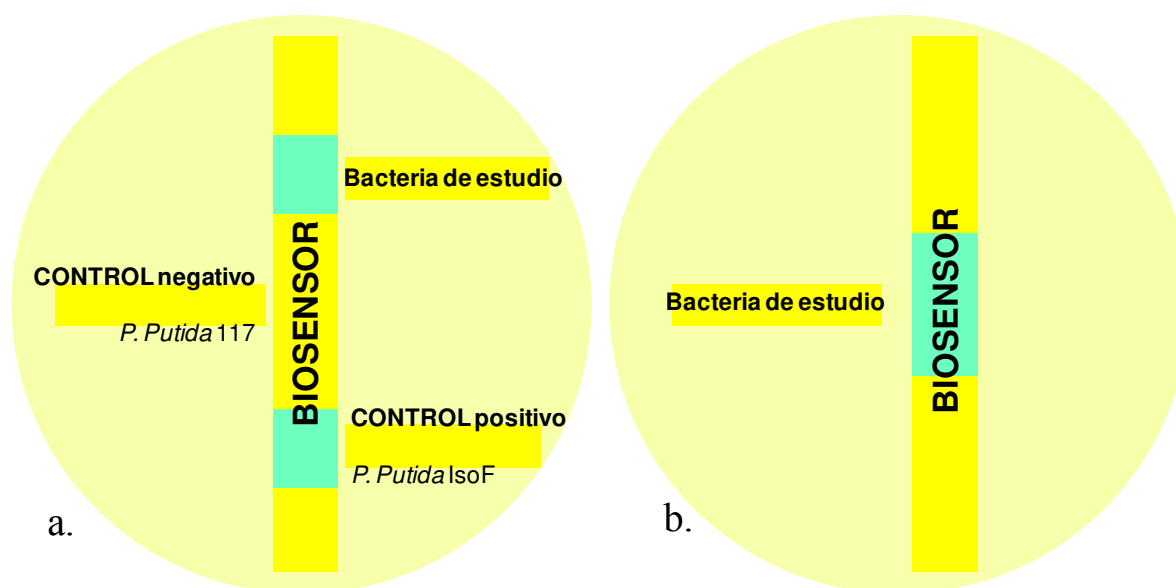 Bacteria de estudio
CONTROL negativo
P. Putida 117
BIOSENSOR
CONTROL positivo
P. Putida IsoF
a.
Bacteria de estudio
BIOSENSOR
b.